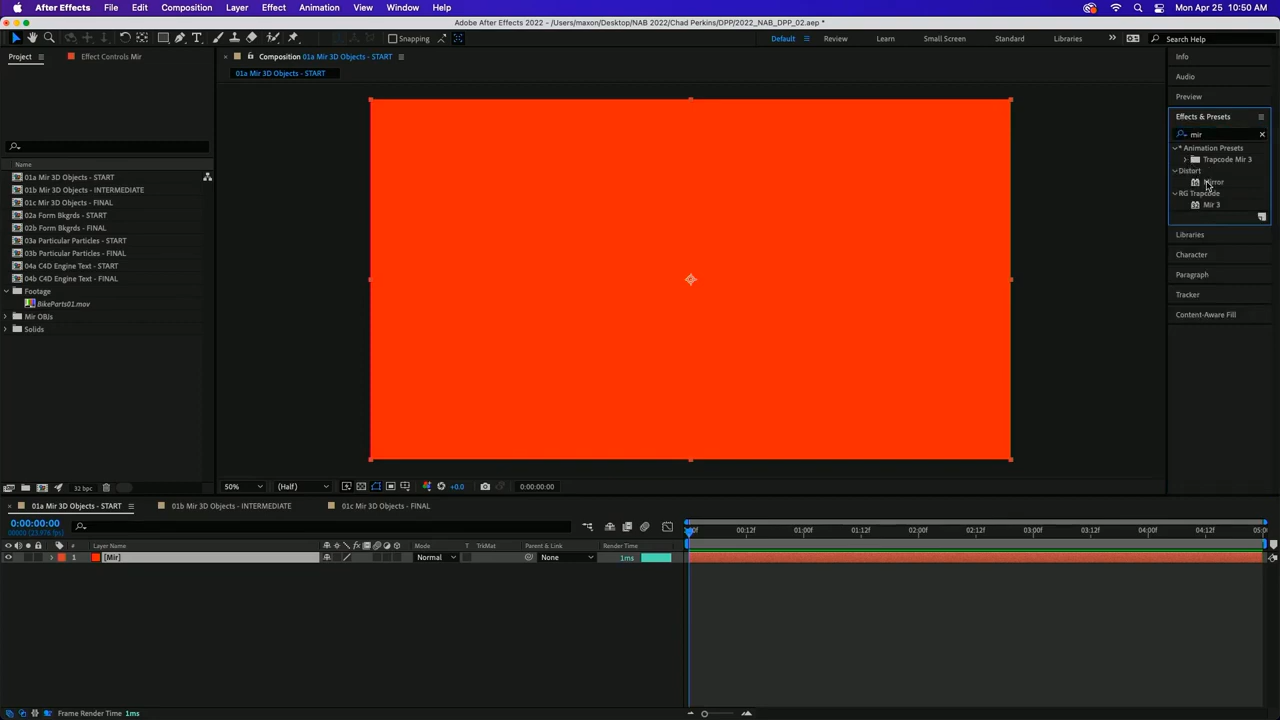 After Effects File Edit Composition Layer Effect Animation View Window Help Mon Apr 25 10:50 AM
Adobe After Effects 2022 - /Users/maxon/Desktop/NAB 2022/Chad Perkins/DPP/2022_NAB_DPP_02.aep *
Snapping Default Review Learn Small Screen Standard Libraries Search Help
Project Effect Controls Mir Composition 01a Mir 3D Objects - START Info
01a Mir 3D Objects - START Audio
Preview
Effects & Presets
mir
* Animation Presets
Trapcode Mir 3
Distort
Mirror
RG Trapcode
Mir 3
Libraries
Character
Paragraph
Tracker
Content-Aware Fill
Name
01a Mir 3D Objects - START
01b Mir 3D Objects - INTERMEDIATE
01c Mir 3D Objects - FINAL
02a Form Bkgrds - START
02b Form Bkgrds - FINAL
03a Particular Particles - START
03b Particular Particles - FINAL
04a C4D Engine Text - START
04b C4D Engine Text - FINAL
Footage
BikeParts01.mov
Mir OBJs
Solids
32 bpc 50% (Half) +0.0 0:00:00:00
01a Mir 3D Objects - START 01b Mir 3D Objects - INTERMEDIATE 01c Mir 3D Objects - FINAL
0:00:00:00
00000 (23.976 fps)
00f 00:12f 01:00f 01:12f 02:00f 02:12f 03:00f 03:12f 04:00f 04:12f 05:0
# Layer Name Mode T TrkMat Parent & Link Render Time
1 [Mir] Normal None 1ms
Frame Render Time 1ms